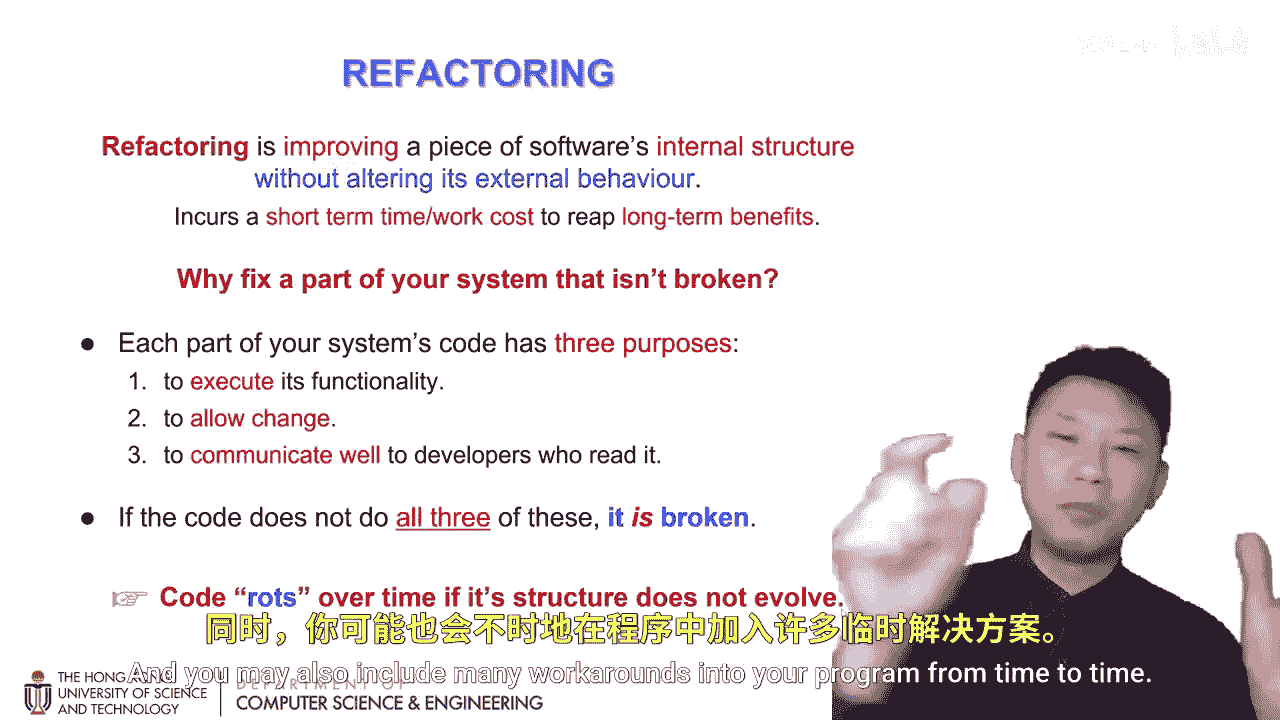 REFACTORING
Refactoring is improving a piece of software's internal structure
without altering its external behaviour.
Incurs a short term time/work cost to reap long-term benefits.
Why fix a part of your system that isn't broken?
● Each part of your system's code has three purposes:
1. to execute its functionality.
2. to allow change.
3. to communicate well to developers who read it.
● If the code does not do all three of these, it is broken.
☞ Code “rots” over time if it's structure does not evolve.
同时，你可能也会不时地在程序中加入许多临时解决方案。
And you may also include many workarounds into your program from time to time.
THE HONG KONG
UNIVERSITY OF SCIENCE
AND TECHNOLOGY
DEPARTMENT OF
COMPUTER SCIENCE & ENGINEERING